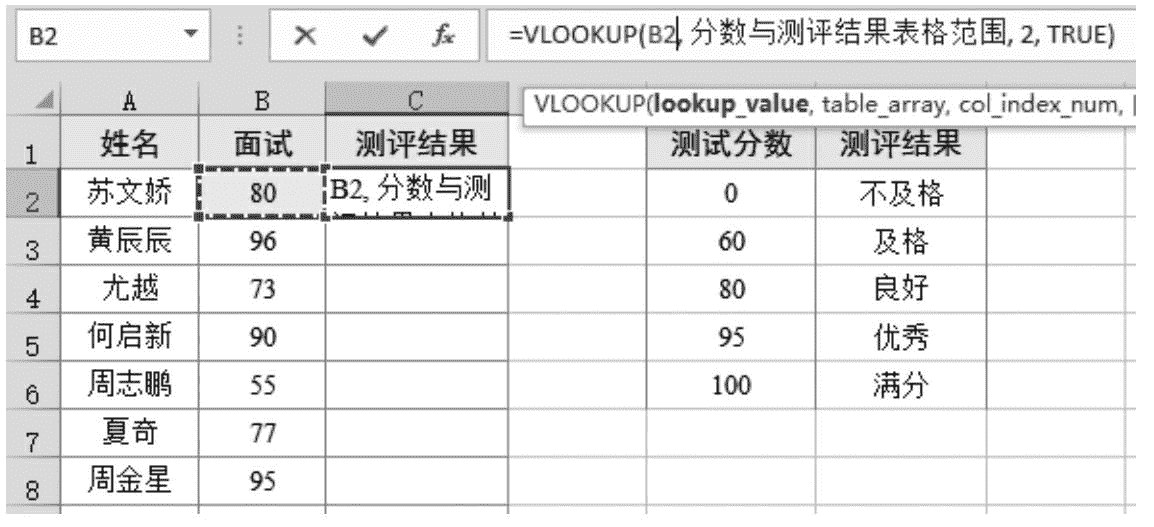 B2 =VLOOKUP(B2, 分数与测评结果表格范围, 2, TRUE)
VLOOKUP(lookup_value, table_array, col_index_num, [
A B C
1 姓名 面试 测评结果 测试分数 测评结果
2 苏文娇 80 B2, 分数与测 0 不及格
3 黄辰辰 96 60 及格
4 尤越 73 80 良好
5 何启新 90 95 优秀
6 周志鹏 55 100 满分
7 夏奇 77
8 周金星 95